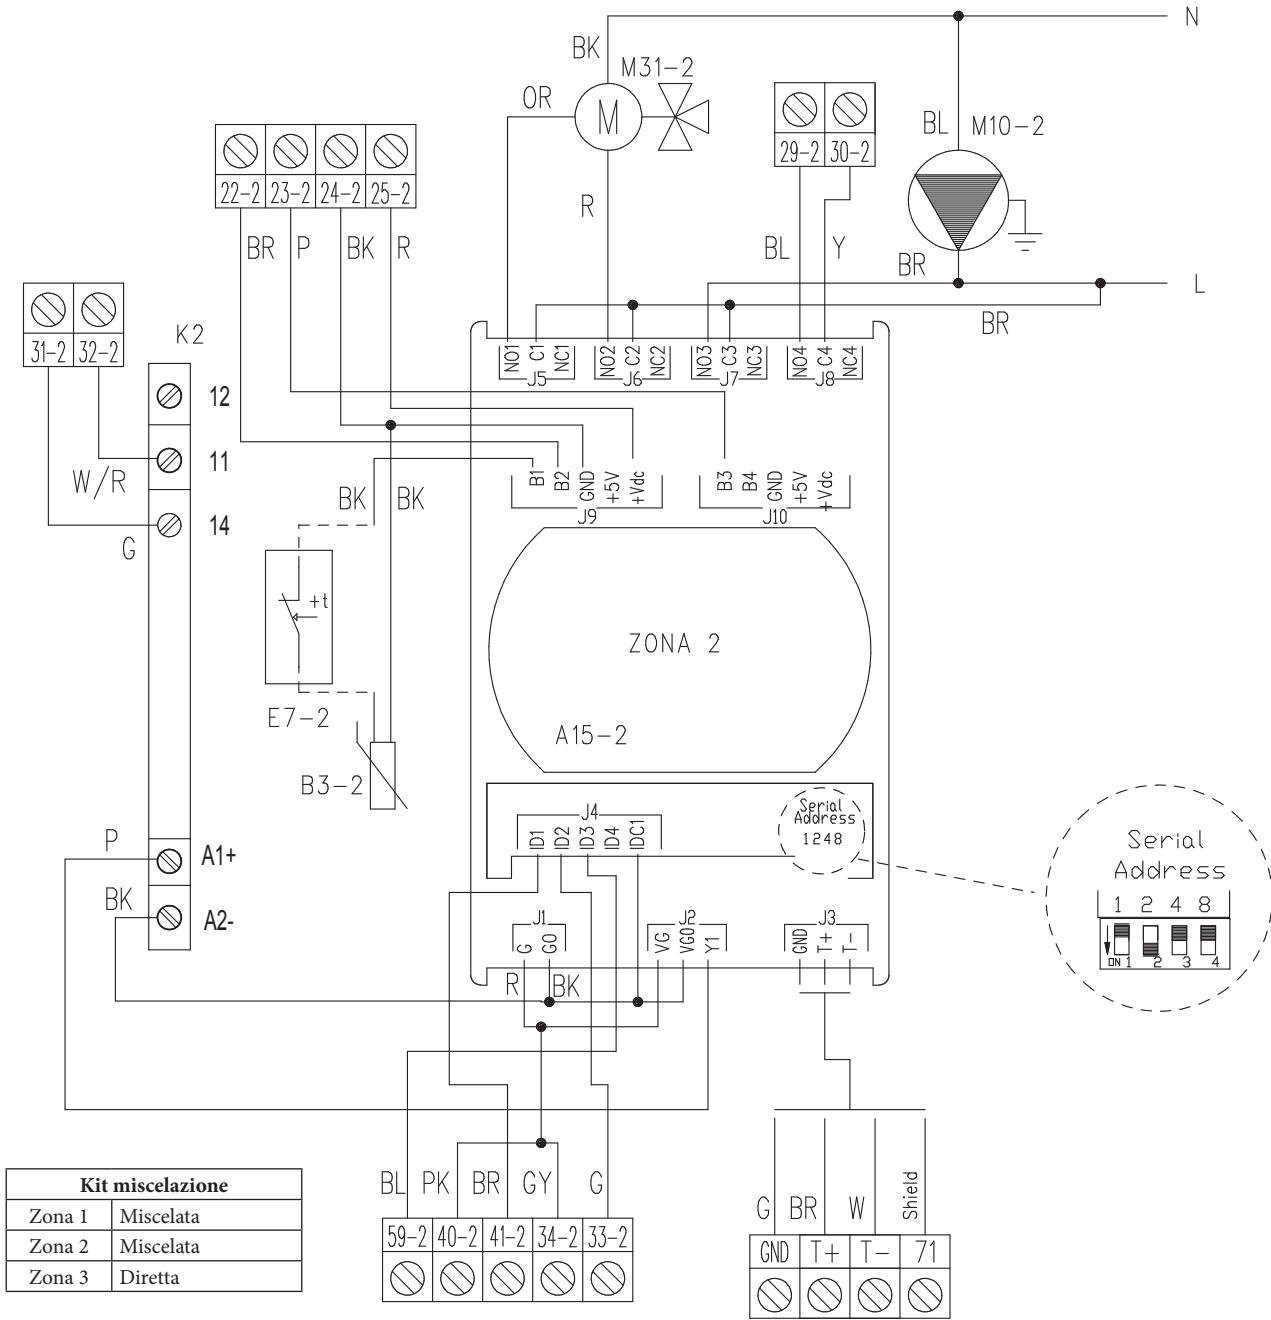 N
BK
M31-2
OR
M
BL
M10-2
29-2 30-2
22-2 23-2 24-2 25-2
R
BR P BK R
BL Y
BR
L
BR
31-2 32-2
K2
12
11
14
W/R
G
NO1 C1 NC1
J5
NO2 C2 NC2
J6
NO3 C3 NC3
J7
NO4 C4 NC4
J8
B1 B2 GND +5V +Vdc
J9
B3 B4 GND +5V +Vdc
J10
BK BK
+t
E7-2
B3-2
ZONA 2
A15-2
J4
ID1 ID2 ID3 ID4 IDC1
Serial
Address
1248
P
A1+
BK
A2-
J1
G G0
J2
VG VG0 Y1
J3
GND T+ T-
R BK
Serial
Address
1 2 4 8
ON 1 2 3 4
BL PK BR GY G
59-2 40-2 41-2 34-2 33-2
G BR W Shield
GND T+ T- 71
Kit miscelazione
Zona 1 Miscelata
Zona 2 Miscelata
Zona 3 Diretta